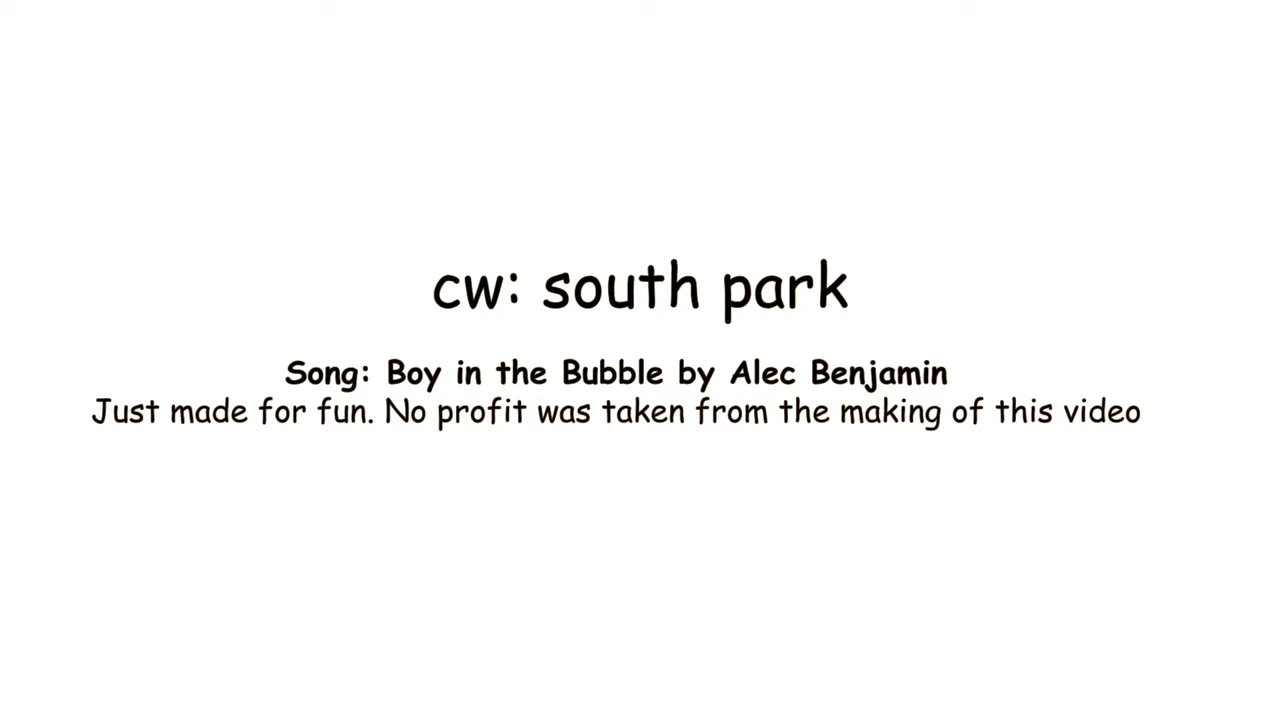 cw: south park
Song: Boy in the Bubble by Alec Benjamin
Just made for fun. No profit was taken from the making of this video